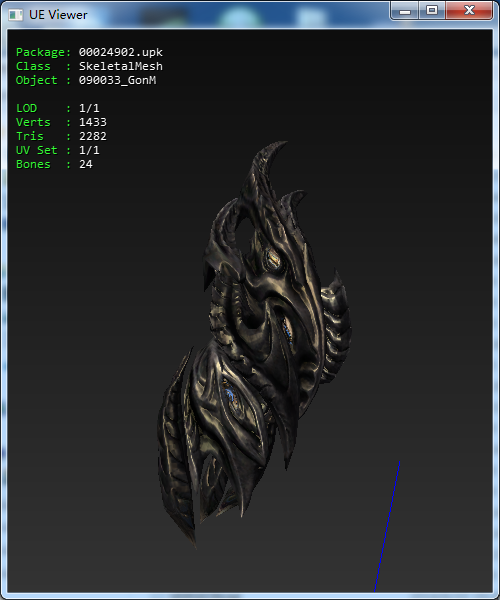 UE Viewer
Package: 00024902.upk
Class : SkeletalMesh
Object : 090033_GonM
LOD : 1/1
Verts : 1433
Tris : 2282
UV Set : 1/1
Bones : 24